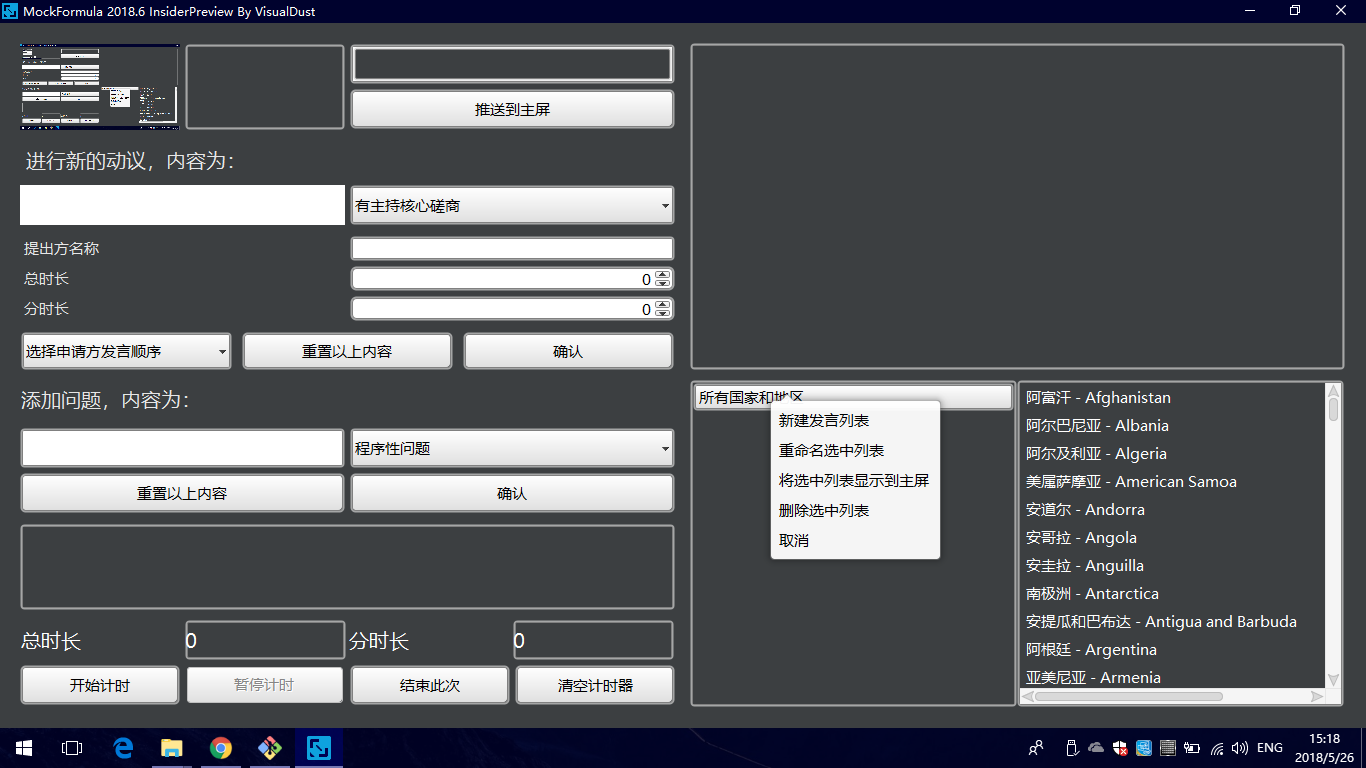 MockFormula 2018.6 InsiderPreview By VisualDust
推送到主屏
进行新的动议，内容为：
有主持核心磋商
提出方名称
总时长
0
分时长
0
选择申请方发言顺序
重置以上内容
确认
添加问题，内容为：
程序性问题
重置以上内容
确认
总时长
0
分时长
0
开始计时
暂停计时
结束此次
清空计时器
所有国家和地区
新建发言列表
重命名选中列表
将选中列表显示到主屏
删除选中列表
取消
阿富汗 - Afghanistan
阿尔巴尼亚 - Albania
阿尔及利亚 - Algeria
美属萨摩亚 - American Samoa
安道尔 - Andorra
安哥拉 - Angola
安圭拉 - Anguilla
南极洲 - Antarctica
安提瓜和巴布达 - Antigua and Barbuda
阿根廷 - Argentina
亚美尼亚 - Armenia
ENG
15:18
2018/5/26